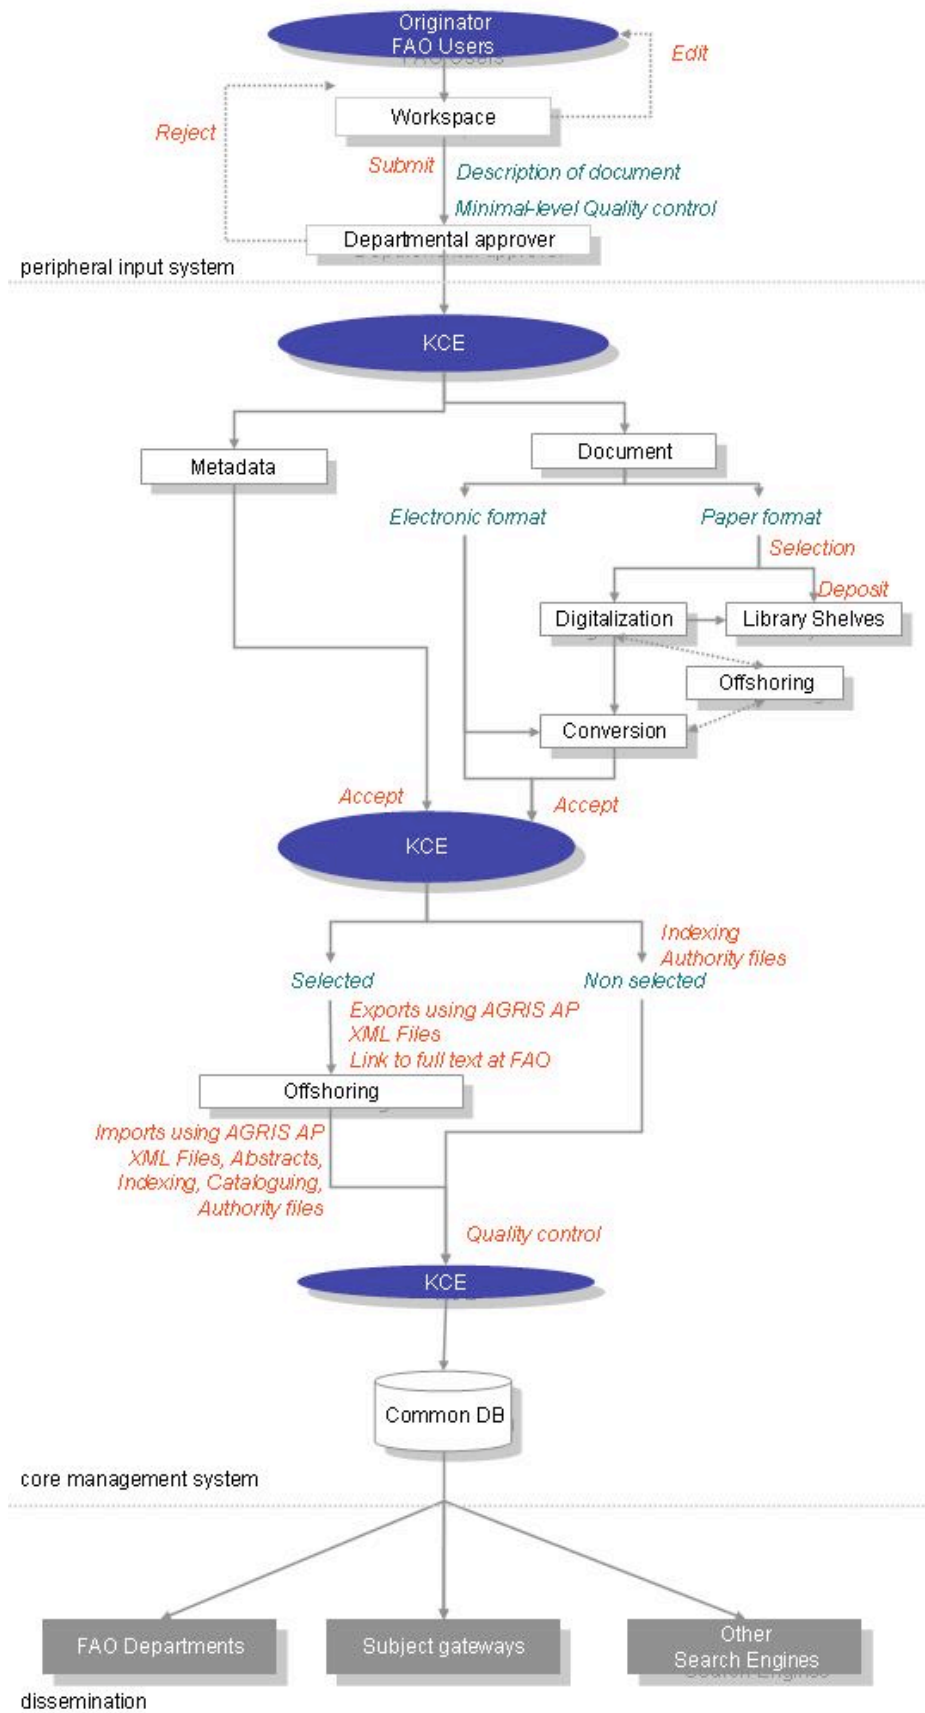 Originator
FAO Users
Edit
Workspace
Reject
Submit
Description of document
Minimal-level Quality control
Departmental approver
peripheral input system
KCE
Metadata
Document
Electronic format
Paper format
Selection
Deposit
Digitalization
Library Shelves
Offshoring
Conversion
Accept
Accept
KCE
Indexing
Authority files
Selected
Non selected
Exports using AGRIS AP
XML Files
Link to full text at FAO
Offshoring
Imports using AGRIS AP
XML Files, Abstracts,
Indexing, Cataloguing,
Authority files
Quality control
KCE
Common DB
core management system
FAO Departments
Subject gateways
Other
Search Engines
dissemination